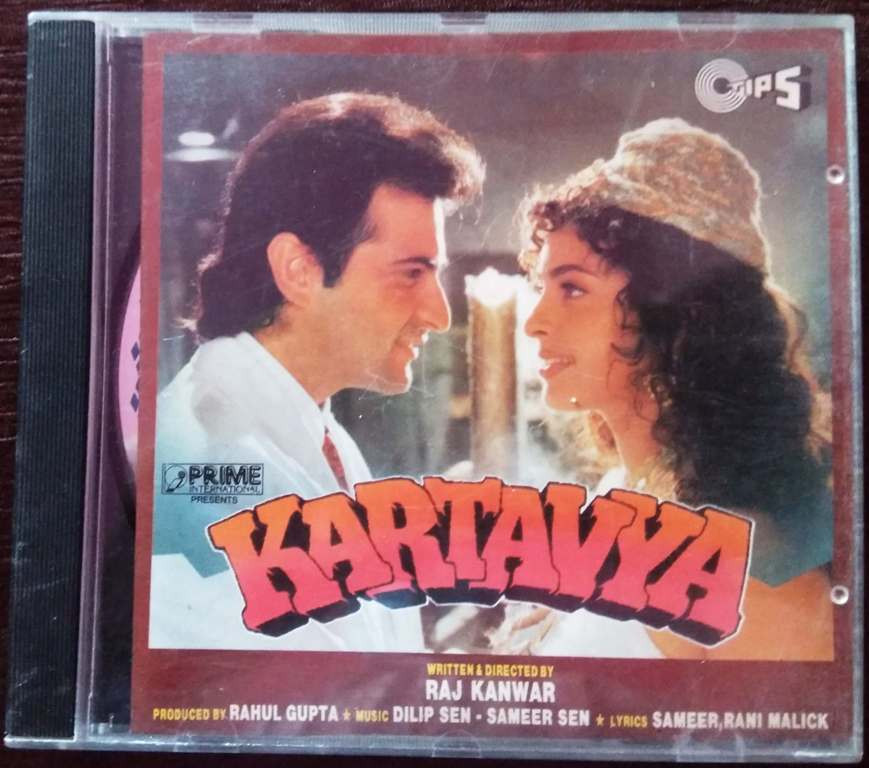 TIPS
PRIME
INTERNATIONAL
PRESENTS
KARTAVYA
WRITTEN & DIRECTED BY
RAJ KANWAR
PRODUCED BY RAHUL GUPTA ★ MUSIC DILIP SEN - SAMEER SEN ★ LYRICS SAMEER, RANI MALICK